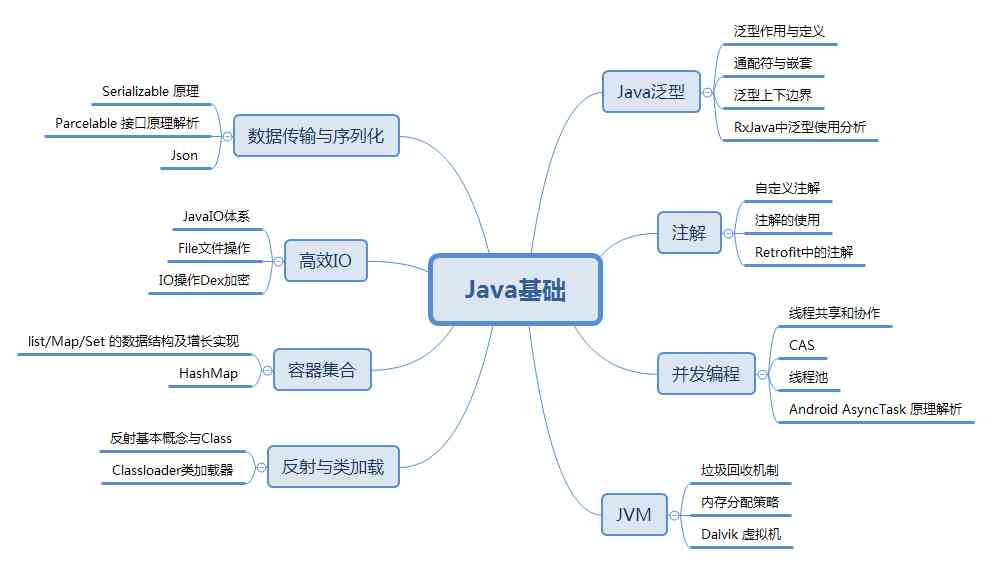 Java基础
Java泛型
泛型作用与定义
通配符与嵌套
泛型上下边界
RxJava中泛型使用分析
注解
自定义注解
注解的使用
Retrofit中的注解
并发编程
线程共享和协作
CAS
线程池
Android AsyncTask 原理解析
JVM
垃圾回收机制
内存分配策略
Dalvik 虚拟机
数据传输与序列化
Serializable 原理
Parcelable 接口原理解析
Json
高效IO
JavaIO体系
File文件操作
IO操作Dex加密
容器集合
list/Map/Set 的数据结构及增长实现
HashMap
反射与类加载
反射基本概念与Class
Classloader类加载器